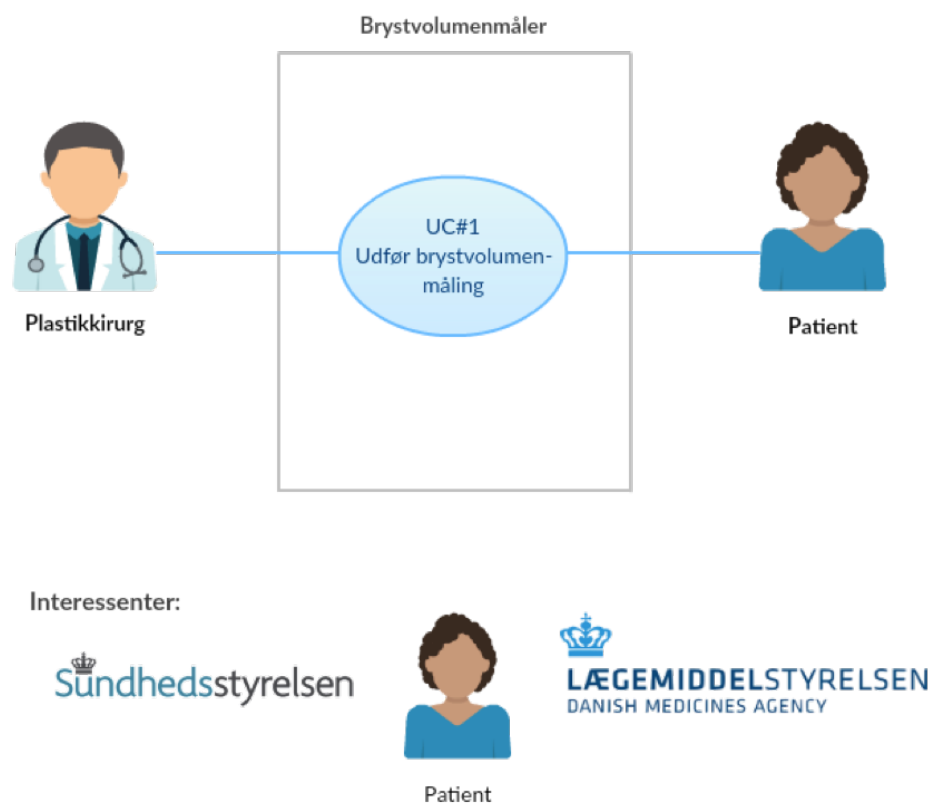 Brystvolumenmåler
UC#1
Udfør brystvolumen-
måling
Plastikkirurg
Patient
Interessenter:
Sundhedsstyrelsen
LÆGEMIDDELSTYRELSEN
DANISH MEDICINES AGENCY
Patient